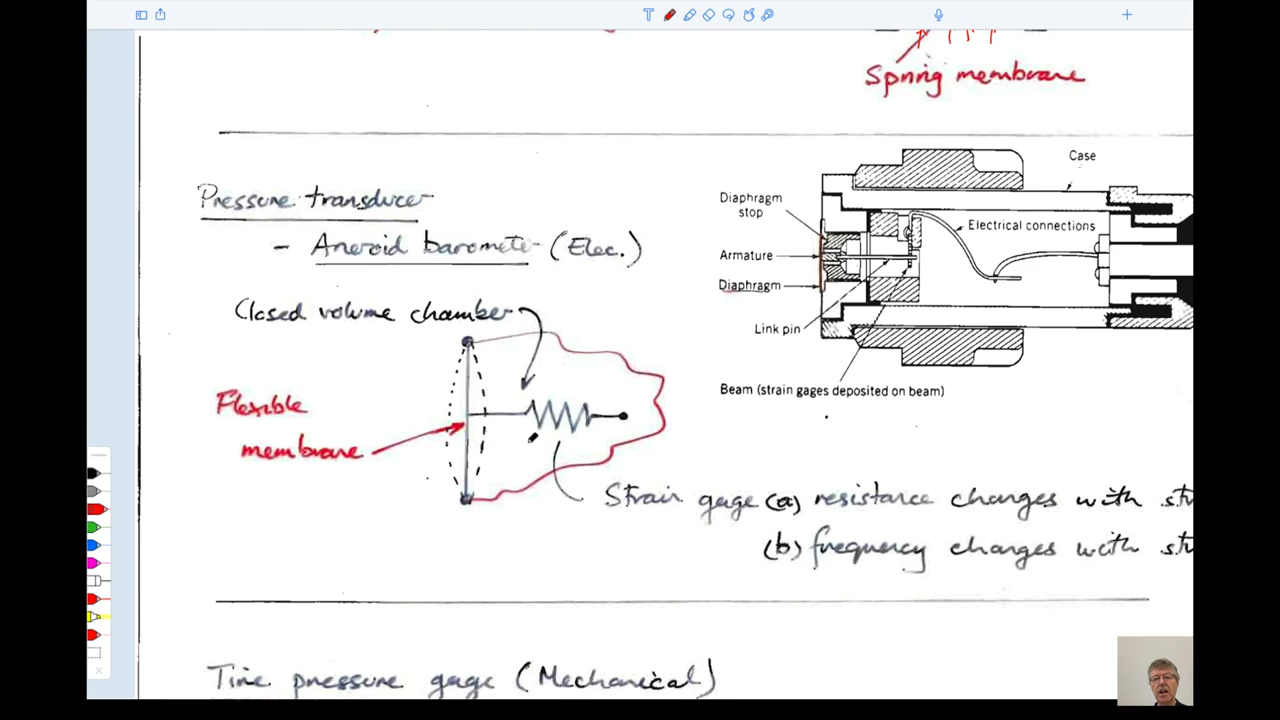 Spring membrane
Pressure transducer
- Aneroid barometer (Elec.)
Closed volume chamber
Flexible
membrane
Strain gage (a) resistance changes with
(b) frequency changes with
Case
Diaphragm
stop
Electrical connections
Armature
Diaphragm
Link pin
Beam (strain gages deposited on beam)
Tire pressure gage (Mechanical)